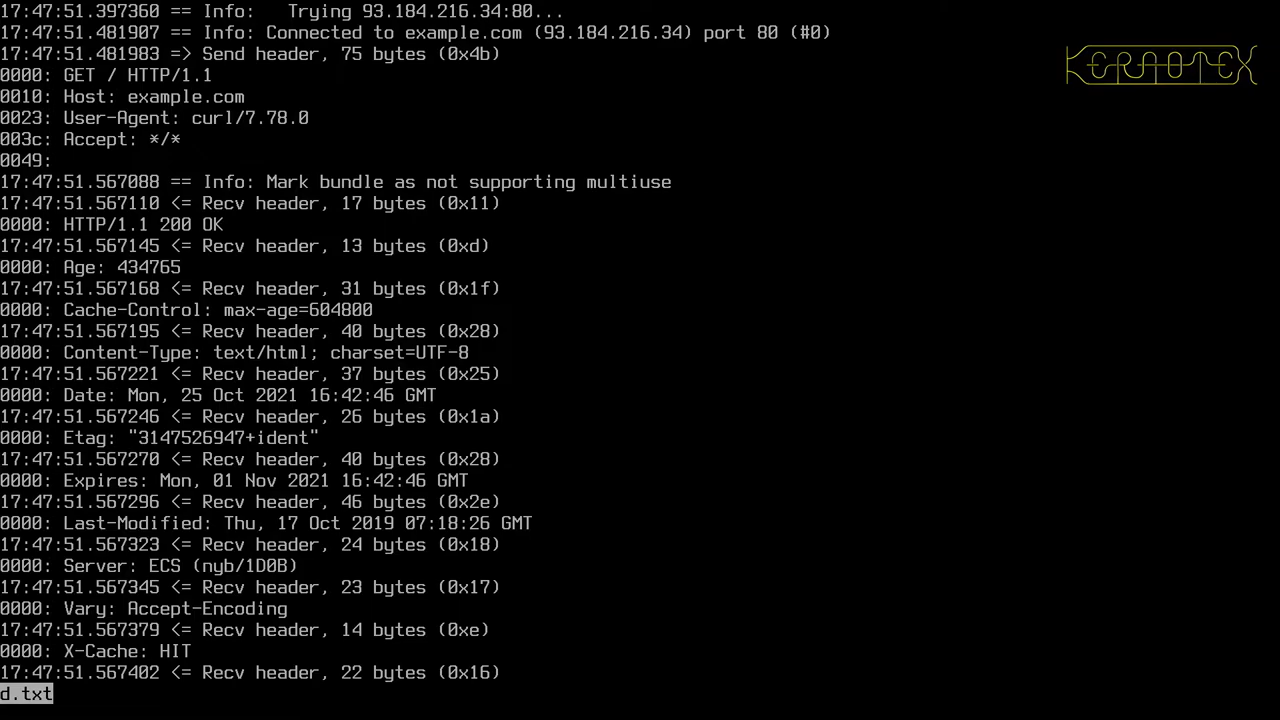 17:47:51.397360 == Info:   Trying 93.184.216.34:80...
17:47:51.481907 == Info: Connected to example.com (93.184.216.34) port 80 (#0)
17:47:51.481983 => Send header, 75 bytes (0x4b)
0000: GET / HTTP/1.1
0010: Host: example.com
0023: User-Agent: curl/7.78.0
003c: Accept: */*
0049:
17:47:51.567088 == Info: Mark bundle as not supporting multiuse
17:47:51.567110 <= Recv header, 17 bytes (0x11)
0000: HTTP/1.1 200 OK
17:47:51.567145 <= Recv header, 13 bytes (0xd)
0000: Age: 434765
17:47:51.567168 <= Recv header, 31 bytes (0x1f)
0000: Cache-Control: max-age=604800
17:47:51.567195 <= Recv header, 40 bytes (0x28)
0000: Content-Type: text/html; charset=UTF-8
17:47:51.567221 <= Recv header, 37 bytes (0x25)
0000: Date: Mon, 25 Oct 2021 16:42:46 GMT
17:47:51.567246 <= Recv header, 26 bytes (0x1a)
0000: Etag: "3147526947+ident"
17:47:51.567270 <= Recv header, 40 bytes (0x28)
0000: Expires: Mon, 01 Nov 2021 16:42:46 GMT
17:47:51.567296 <= Recv header, 46 bytes (0x2e)
0000: Last-Modified: Thu, 17 Oct 2019 07:18:26 GMT
17:47:51.567323 <= Recv header, 24 bytes (0x18)
0000: Server: ECS (nyb/1D0B)
17:47:51.567345 <= Recv header, 23 bytes (0x17)
0000: Vary: Accept-Encoding
17:47:51.567379 <= Recv header, 14 bytes (0xe)
0000: X-Cache: HIT
17:47:51.567402 <= Recv header, 22 bytes (0x16)
d.txt